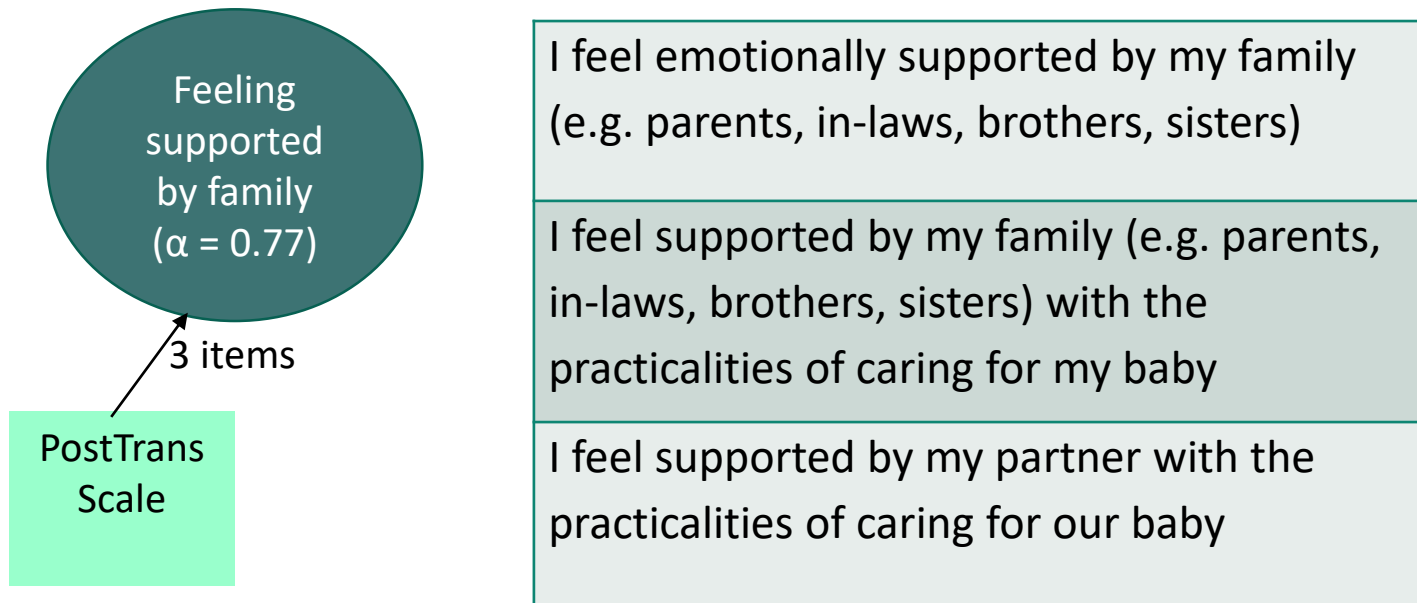 Feeling
supported
by family
(α = 0.77)
3 items
PostTrans
Scale
I feel emotionally supported by my family
(e.g. parents, in-laws, brothers, sisters)
I feel supported by my family (e.g. parents,
in-laws, brothers, sisters) with the
practicalities of caring for my baby
I feel supported by my partner with the
practicalities of caring for our baby